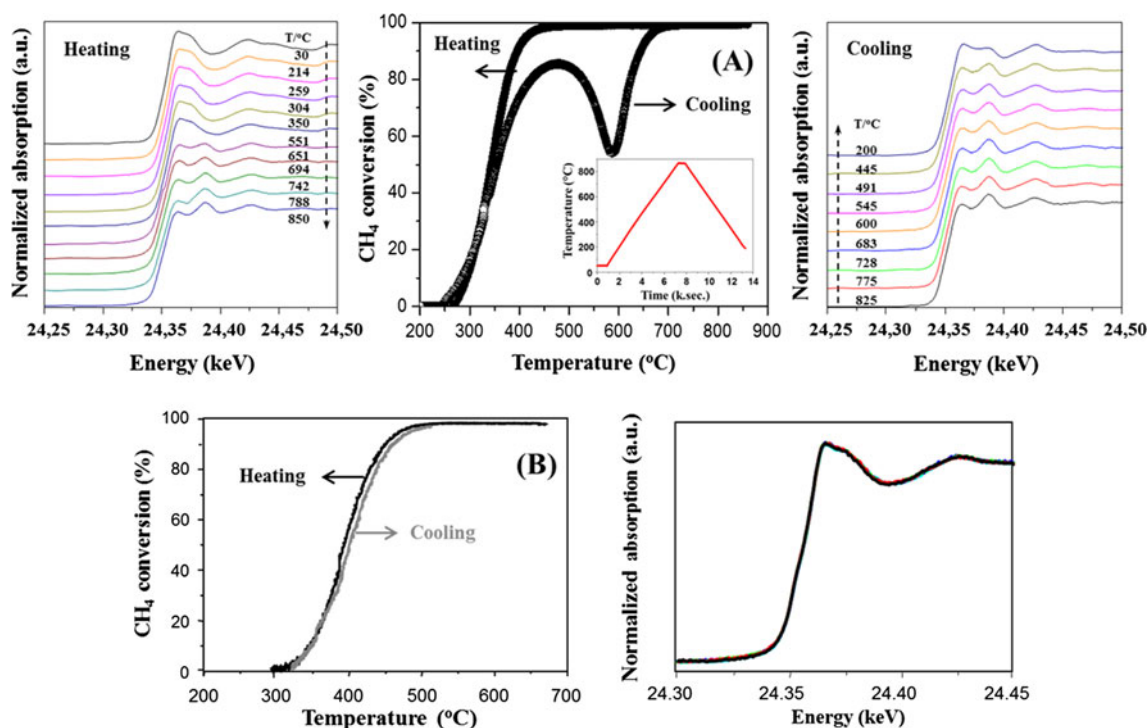 Normalized absorption (a.u.)
Heating
T/°C
30
214
259
304
350
551
651
694
742
788
850
24,25 24,30 24,35 24,40 24,45 24,50
Energy (keV)
CH4 conversion (%)
100
80
60
40
20
0
Heating
(A)
Cooling
Temperature (°C)
800
600
400
200
0
0 2 4 6 8 10 12 14
Time (k.sec.)
200 300 400 500 600 700 800 900
Temperature (°C)
Normalized absorption (a.u.)
Cooling
T/°C
200
445
491
545
600
683
728
775
825
24,25 24,30 24,35 24,40 24,45 24,50
Energy (keV)
CH4 conversion (%)
100
80
60
40
20
0
Heating
(B)
Cooling
200 300 400 500 600 700
Temperature (°C)
Normalized absorption (a.u.)
24.30 24.35 24.40 24.45
Energy (keV)